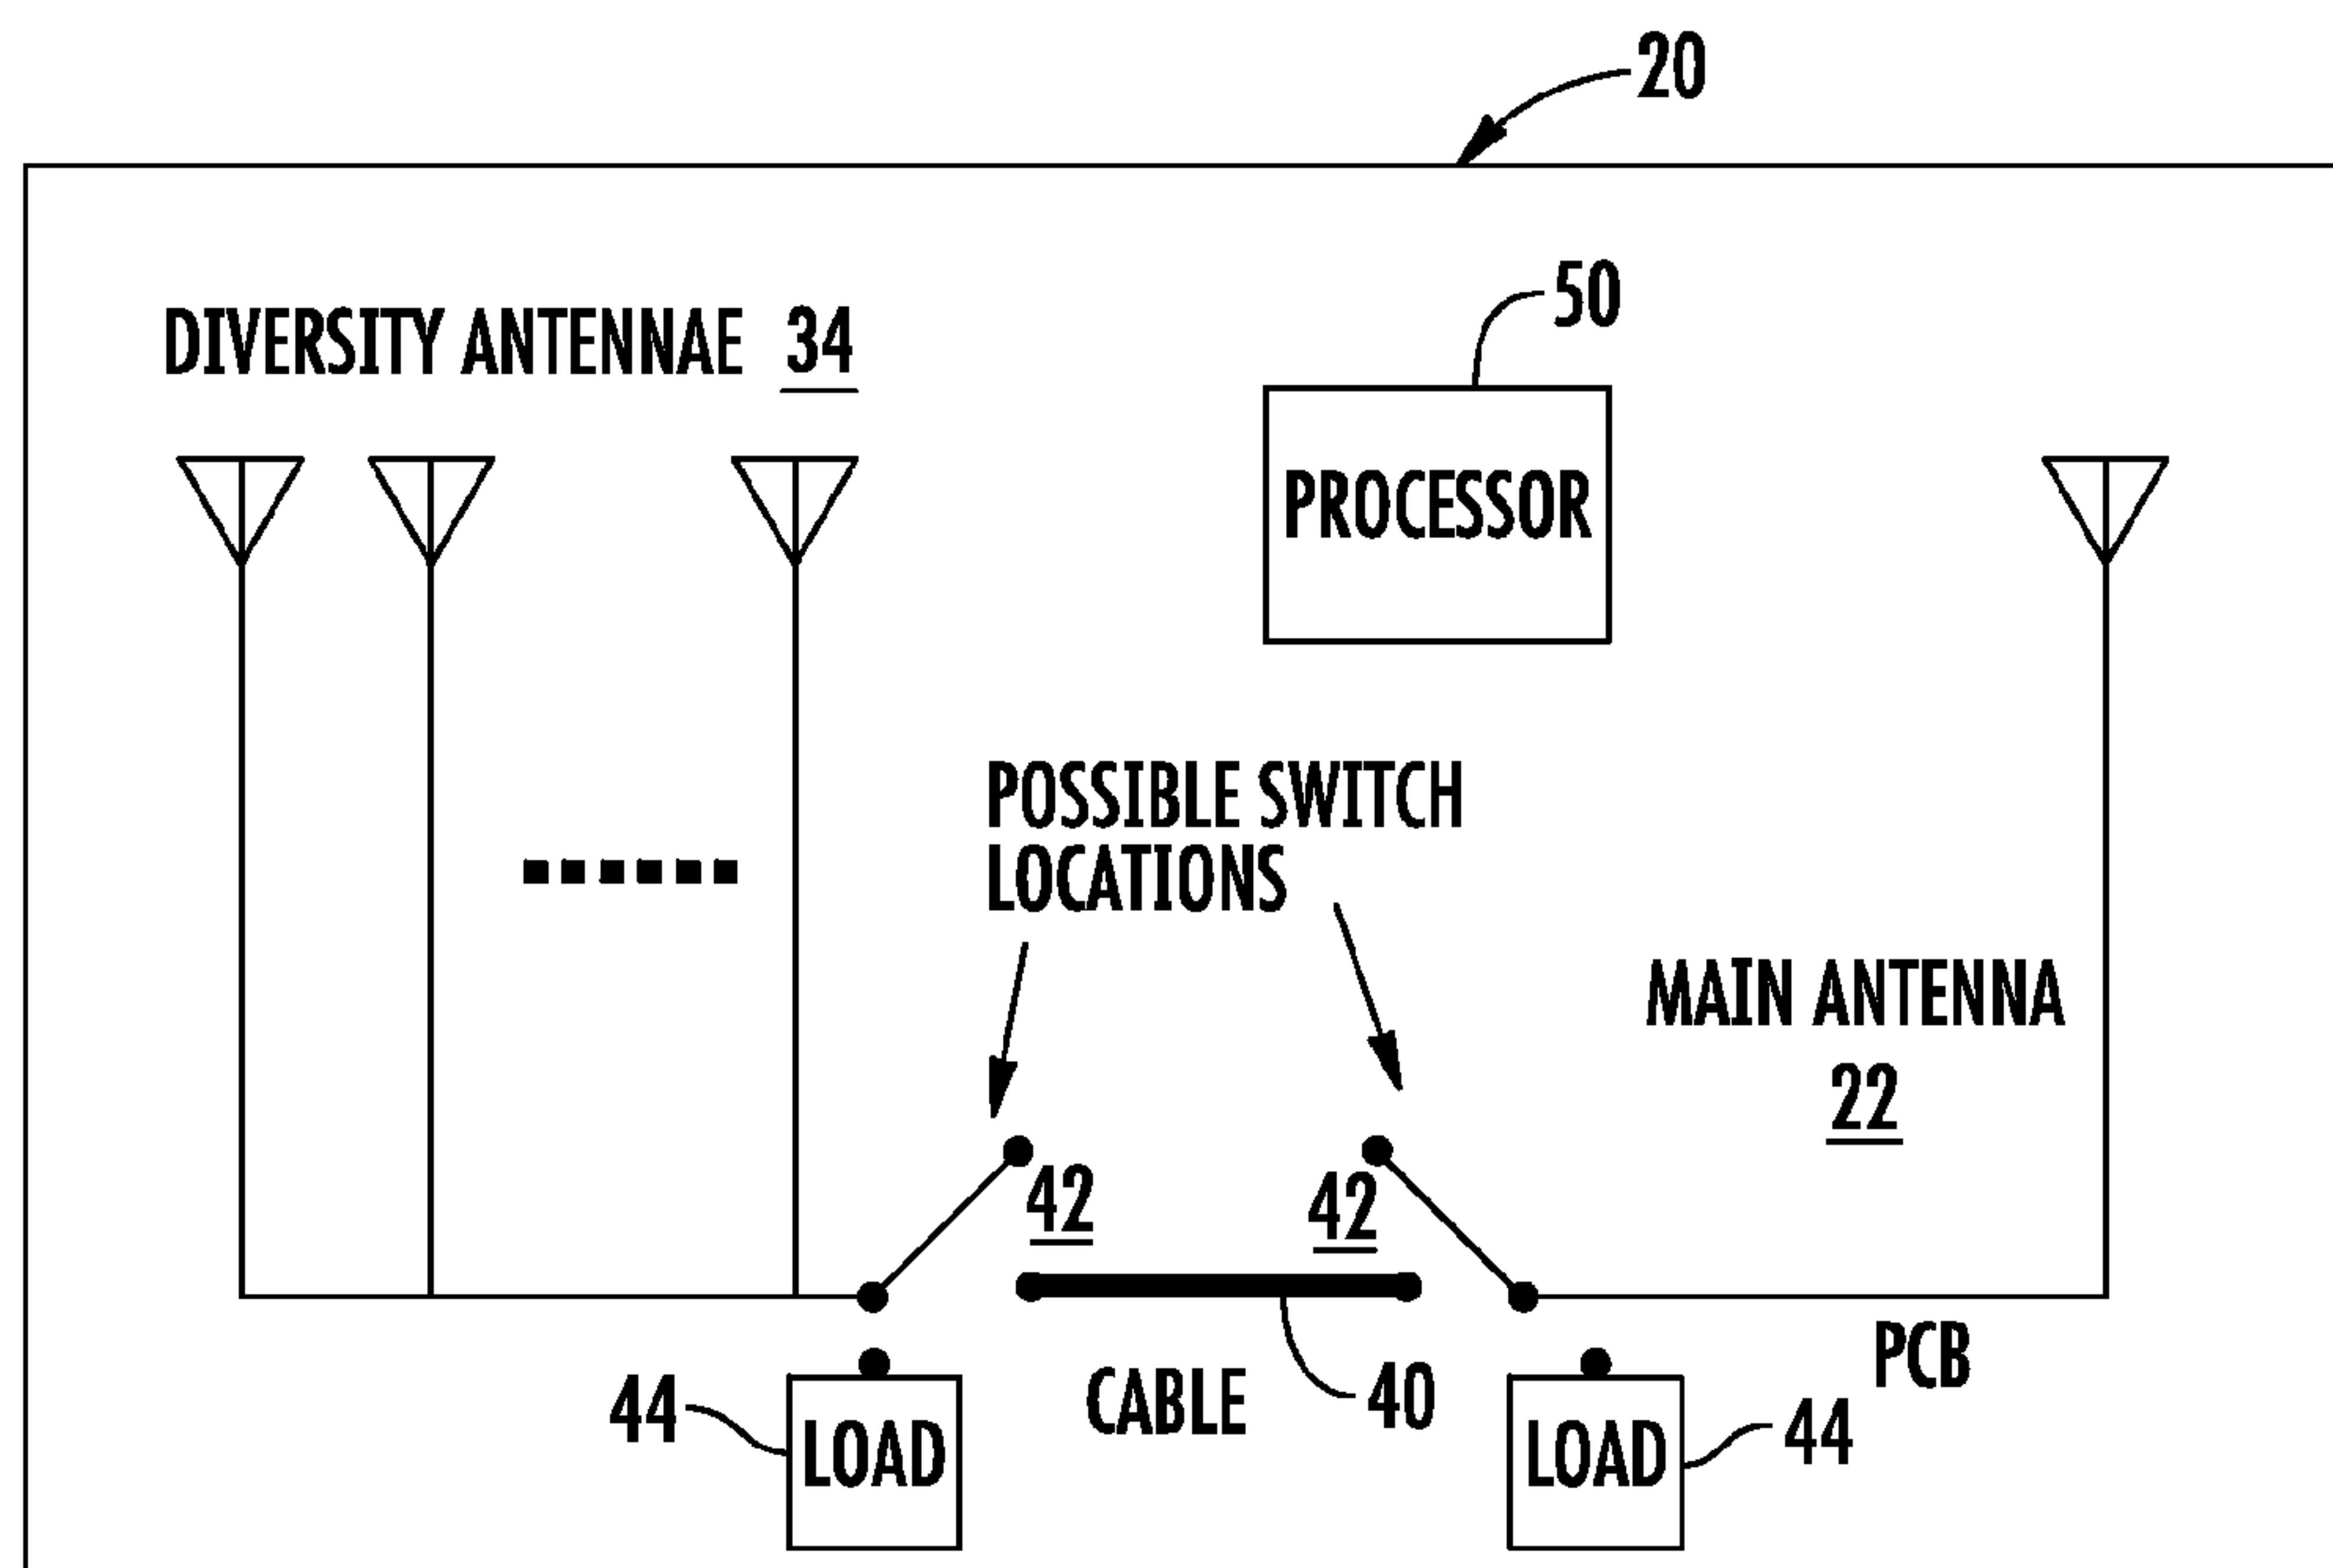 20
50
DIVERSITY ANTENNAE 34
PROCESSOR
POSSIBLE SWITCH
LOCATIONS
MAIN ANTENNA
22
42
42
PCB
44
CABLE
40
44
LOAD
LOAD